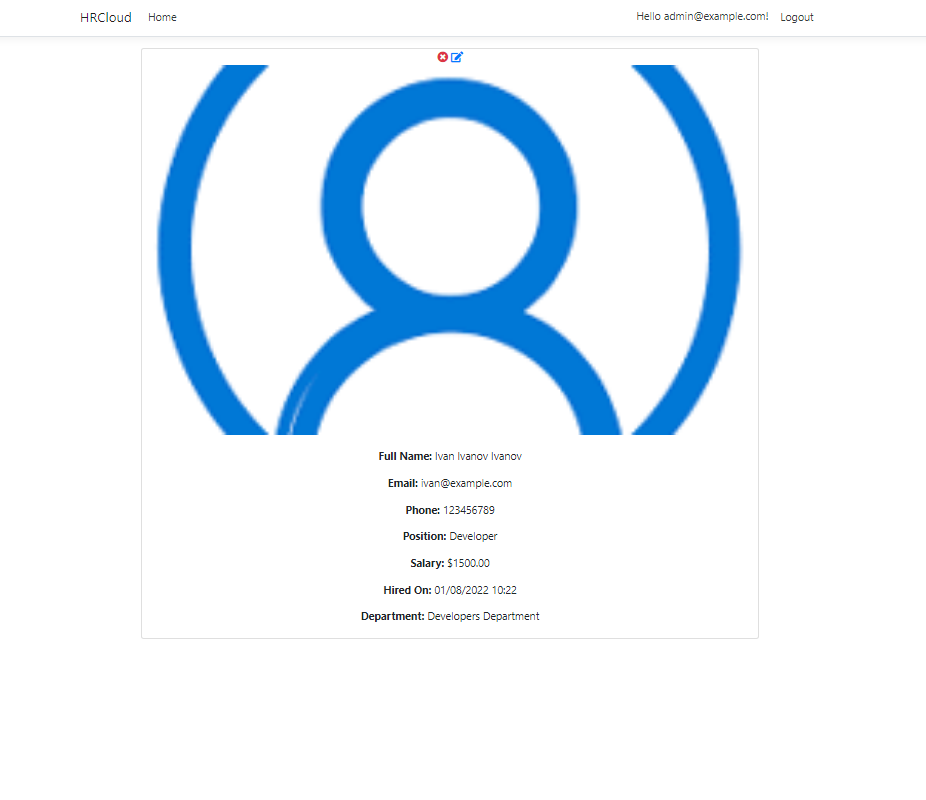 HRCloud Home Hello admin@example.com! Logout
Full Name: Ivan Ivanov Ivanov
Email: ivan@example.com
Phone: 123456789
Position: Developer
Salary: $1500.00
Hired On: 01/08/2022 10:22
Department: Developers Department